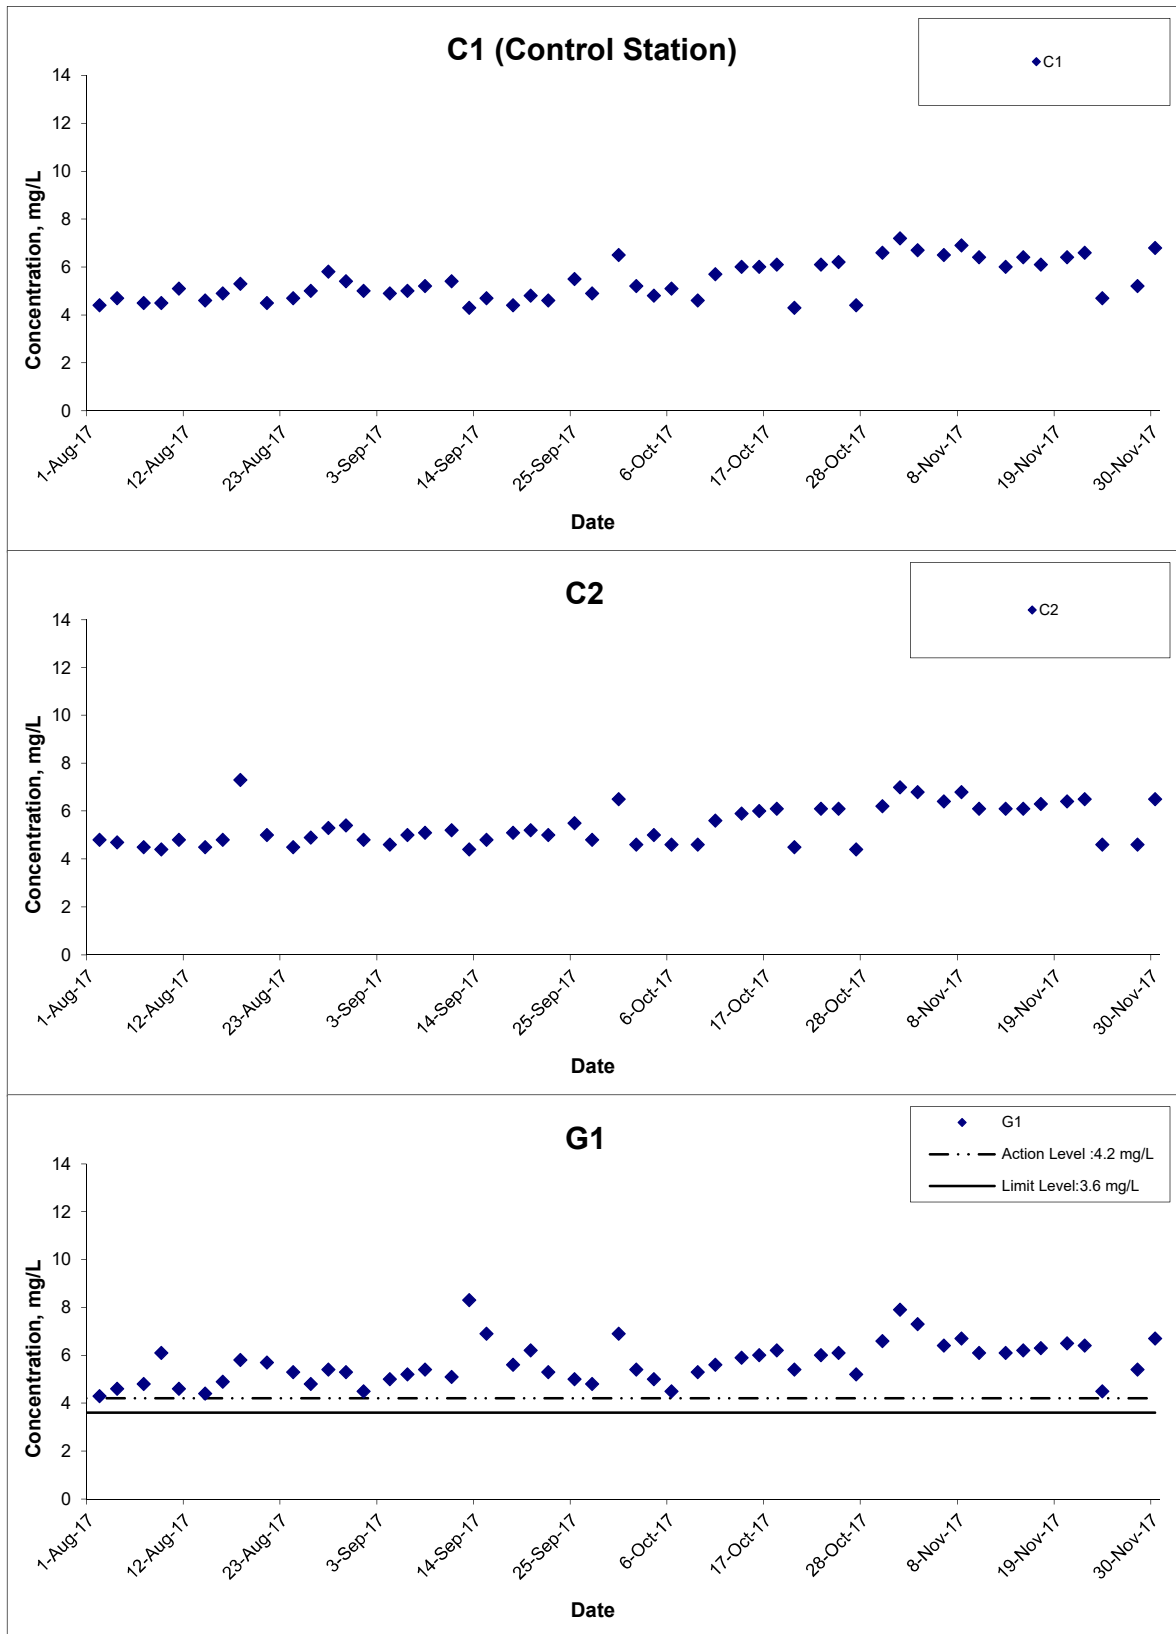 C1 (Control Station)
C1
14
12
10
8
6
4
2
0
Concentration, mg/L
1-Aug-17
12-Aug-17
23-Aug-17
3-Sep-17
14-Sep-17
25-Sep-17
6-Oct-17
17-Oct-17
28-Oct-17
8-Nov-17
19-Nov-17
30-Nov-17
Date
C2
C2
14
12
10
8
6
4
2
0
Concentration, mg/L
1-Aug-17
12-Aug-17
23-Aug-17
3-Sep-17
14-Sep-17
25-Sep-17
6-Oct-17
17-Oct-17
28-Oct-17
8-Nov-17
19-Nov-17
30-Nov-17
Date
G1
G1
Action Level :4.2 mg/L
Limit Level:3.6 mg/L
14
12
10
8
6
4
2
0
Concentration, mg/L
1-Aug-17
12-Aug-17
23-Aug-17
3-Sep-17
14-Sep-17
25-Sep-17
6-Oct-17
17-Oct-17
28-Oct-17
8-Nov-17
19-Nov-17
30-Nov-17
Date